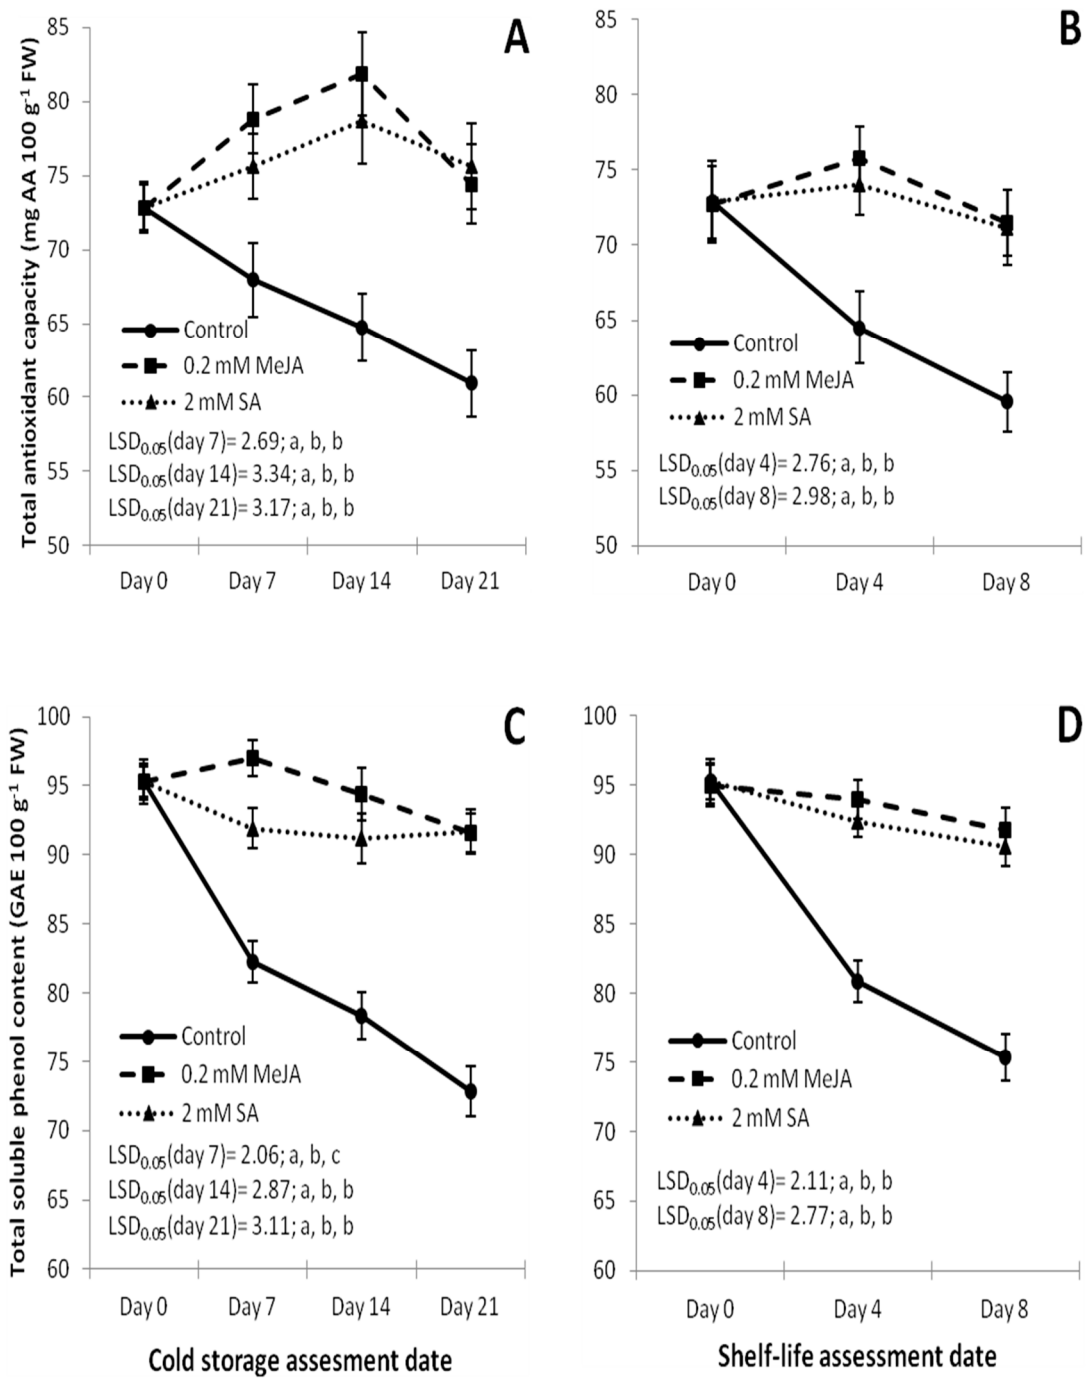 A
Total antioxidant capacity (mg AA 100 g⁻¹ FW)
85
80
75
70
65
60
55
50
Control
0.2 mM MeJA
2 mM SA
LSD0.05(day 7)= 2.69; a, b, b
LSD0.05(day 14)= 3.34; a, b, b
LSD0.05(day 21)= 3.17; a, b, b
Day 0 Day 7 Day 14 Day 21
B
85
80
75
70
65
60
55
50
Control
0.2 mM MeJA
2 mM SA
LSD0.05(day 4)= 2.76; a, b, b
LSD0.05(day 8)= 2.98; a, b, b
Day 0 Day 4 Day 8
C
Total soluble phenol content (GAE 100 g⁻¹ FW)
100
95
90
85
80
75
70
65
60
Control
0.2 mM MeJA
2 mM SA
LSD0.05(day 7)= 2.06; a, b, c
LSD0.05(day 14)= 2.87; a, b, b
LSD0.05(day 21)= 3.11; a, b, b
Day 0 Day 7 Day 14 Day 21
Cold storage assesment date
D
100
95
90
85
80
75
70
65
60
Control
0.2 mM MeJA
2 mM SA
LSD0.05(day 4)= 2.11; a, b, b
LSD0.05(day 8)= 2.77; a, b, b
Day 0 Day 4 Day 8
Shelf-life assessment date